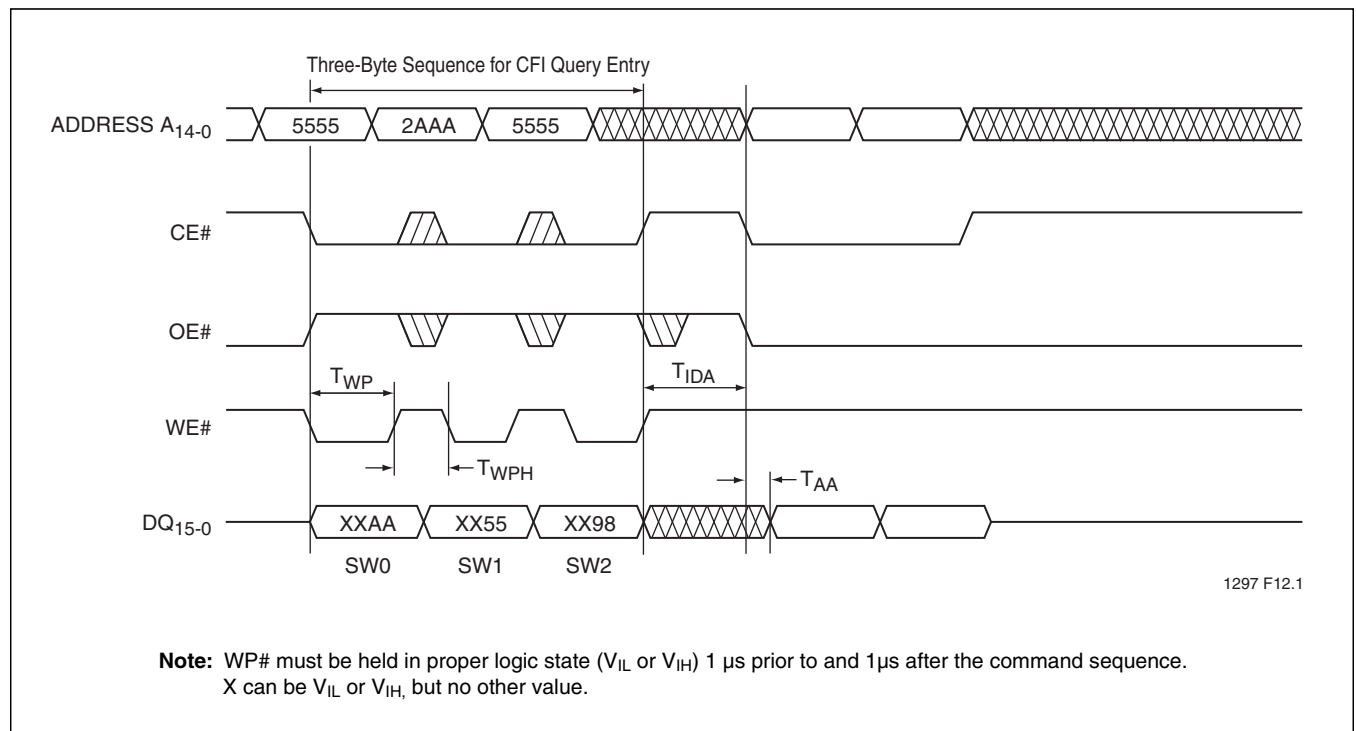 Three-Byte Sequence for CFI Query Entry
ADDRESS A14-0
5555 2AAA 5555
CE#
OE#
TWP TIDA
WE#
TWPH TAA
DQ15-0 XXAA XX55 XX98
SW0 SW1 SW2
1297 F12.1
Note: WP# must be held in proper logic state (VIL or VIH) 1 µs prior to and 1µs after the command sequence.
X can be VIL or VIH, but no other value.